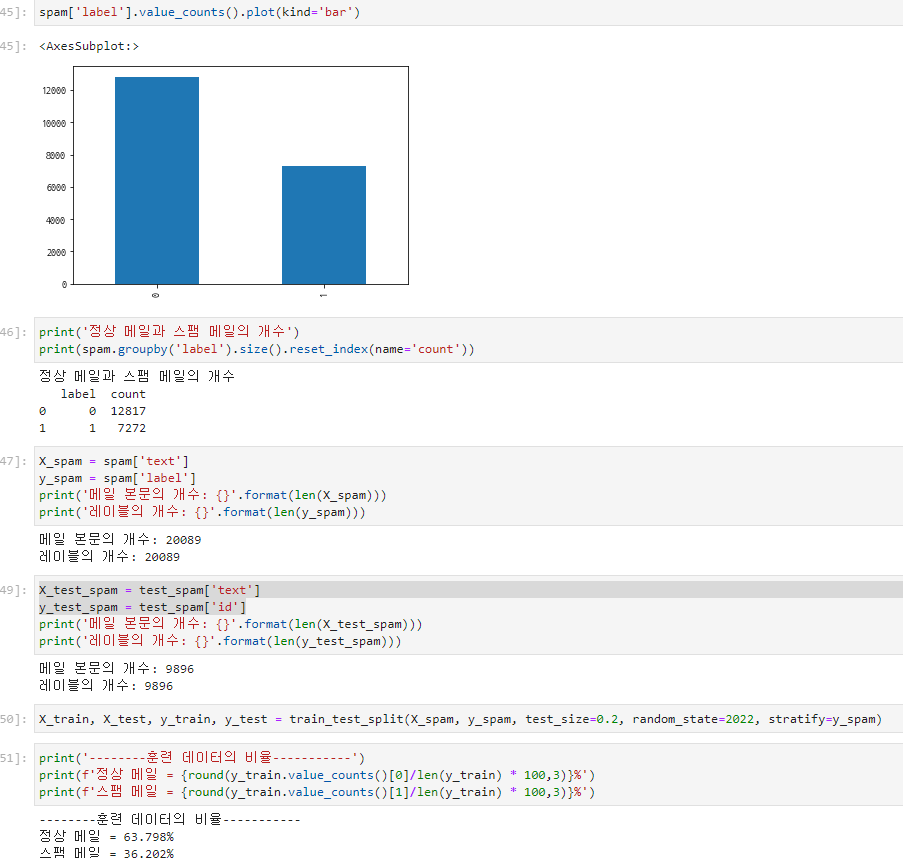 45]: spam['label'].value_counts().plot(kind='bar')
45]: <AxesSubplot:>
12000
10000
8000
6000
4000
2000
0
0 1
46]: print('정상 메일과 스팸 메일의 개수')
print(spam.groupby('label').size().reset_index(name='count'))
정상 메일과 스팸 메일의 개수
label count
0 0 12817
1 1 7272
47]: X_spam = spam['text']
y_spam = spam['label']
print('메일 본문의 개수: {}'.format(len(X_spam)))
print('레이블의 개수: {}'.format(len(y_spam)))
메일 본문의 개수: 20089
레이블의 개수: 20089
49]: X_test_spam = test_spam['text']
y_test_spam = test_spam['id']
print('메일 본문의 개수: {}'.format(len(X_test_spam)))
print('레이블의 개수: {}'.format(len(y_test_spam)))
메일 본문의 개수: 9896
레이블의 개수: 9896
50]: X_train, X_test, y_train, y_test = train_test_split(X_spam, y_spam, test_size=0.2, random_state=2022, stratify=y_spam)
51]: print('--------훈련 데이터의 비율-----------')
print(f'정상 메일 = {round(y_train.value_counts()[0]/len(y_train) * 100,3)}%')
print(f'스팸 메일 = {round(y_train.value_counts()[1]/len(y_train) * 100,3)}%')
--------훈련 데이터의 비율-----------
정상 메일 = 63.798%
스팸 메일 = 36.202%